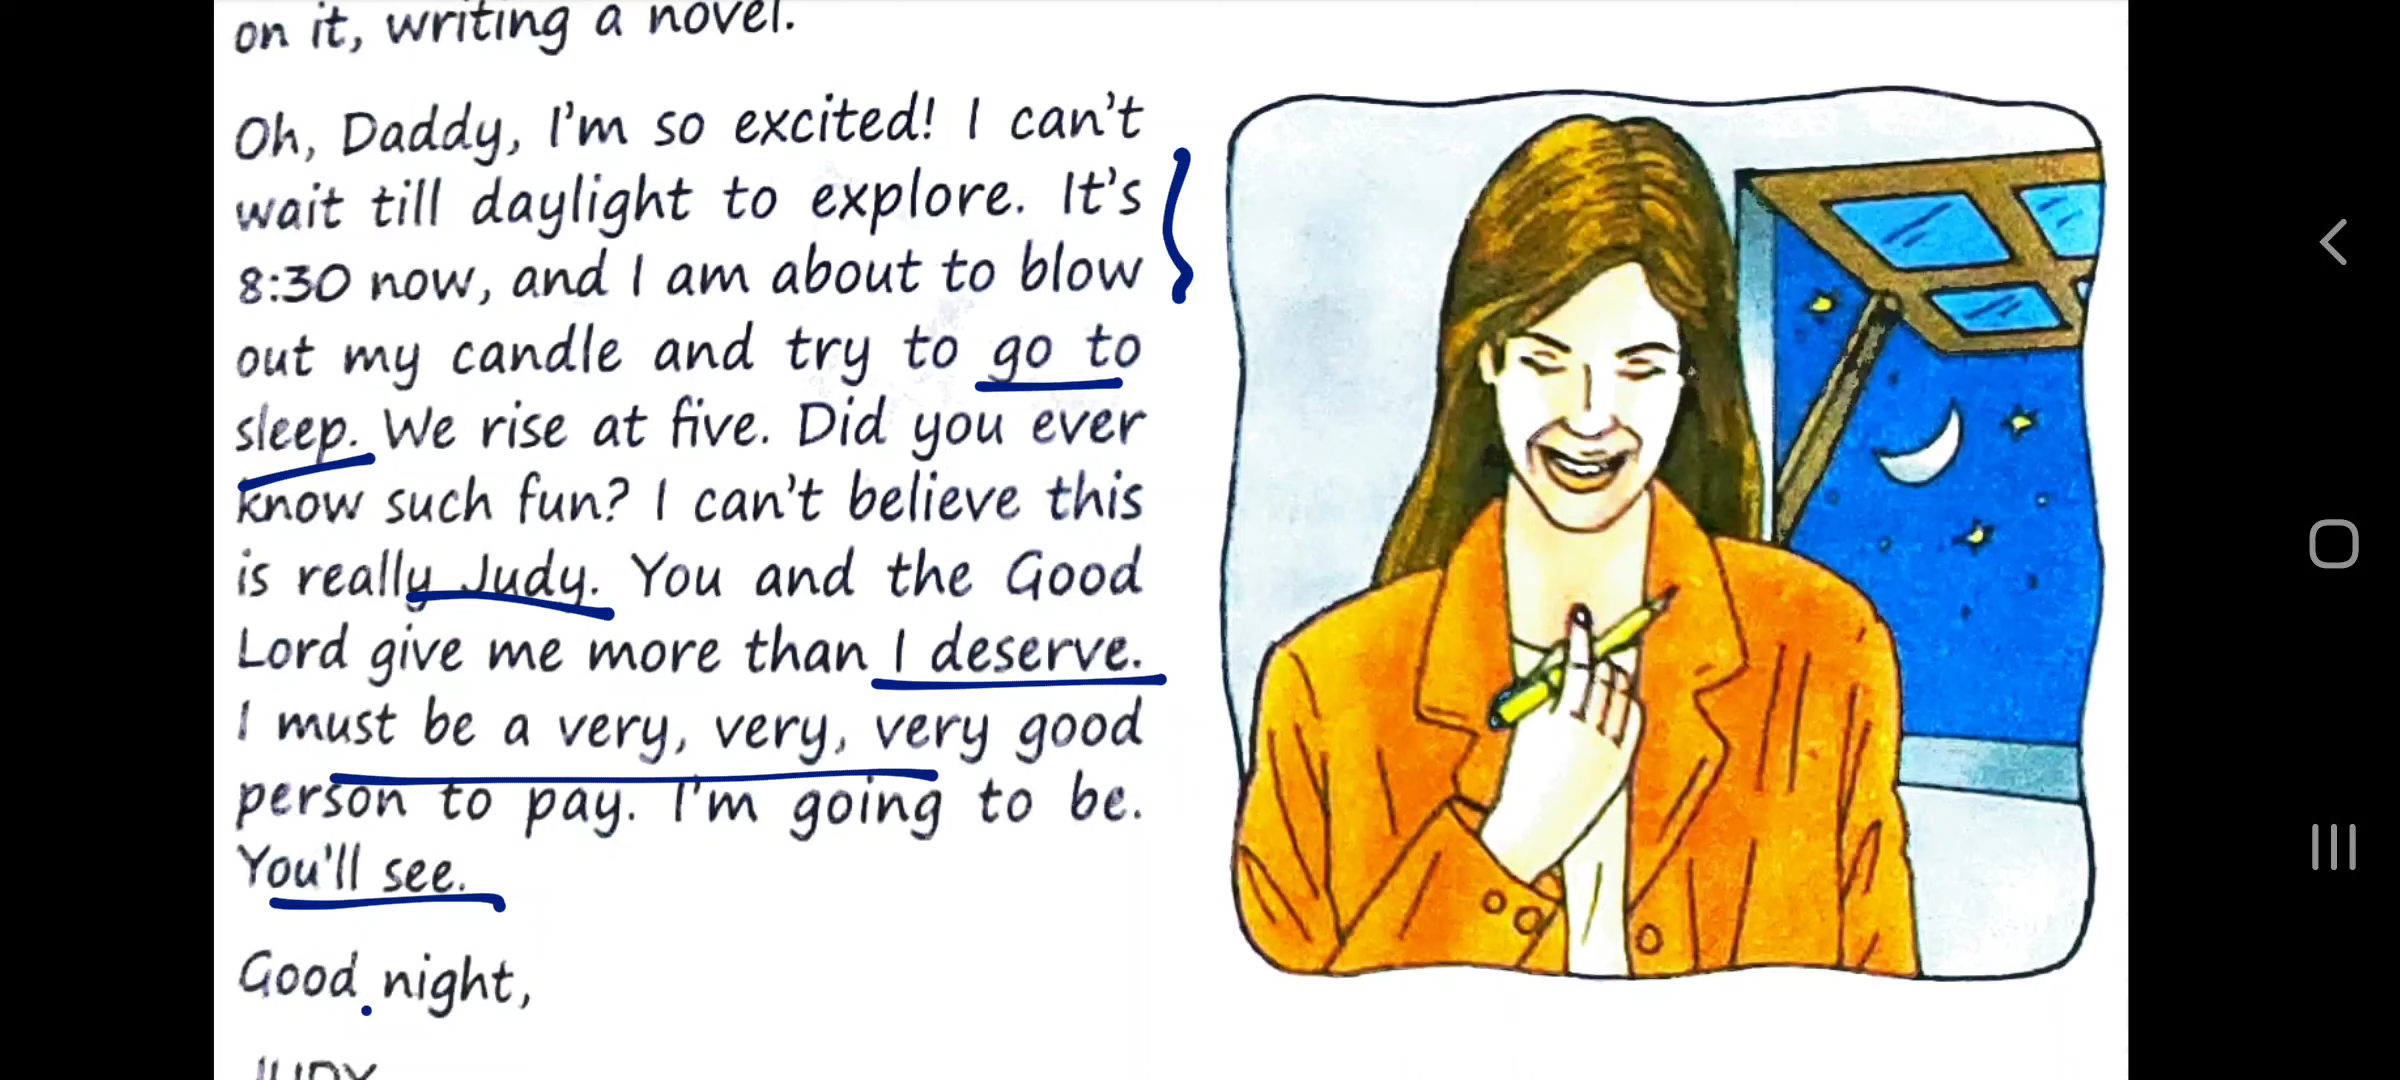 on it, writing a novel.
Oh, Daddy, I'm so excited! I can't
wait till daylight to explore. It's
8:30 now, and I am about to blow
out my candle and try to go to
sleep. We rise at five. Did you ever
know such fun? I can't believe this
is really Judy. You and the Good
Lord give me more than I deserve.
I must be a very, very, very good
person to pay. I'm going to be.
You'll see.
Good night,
JUDY